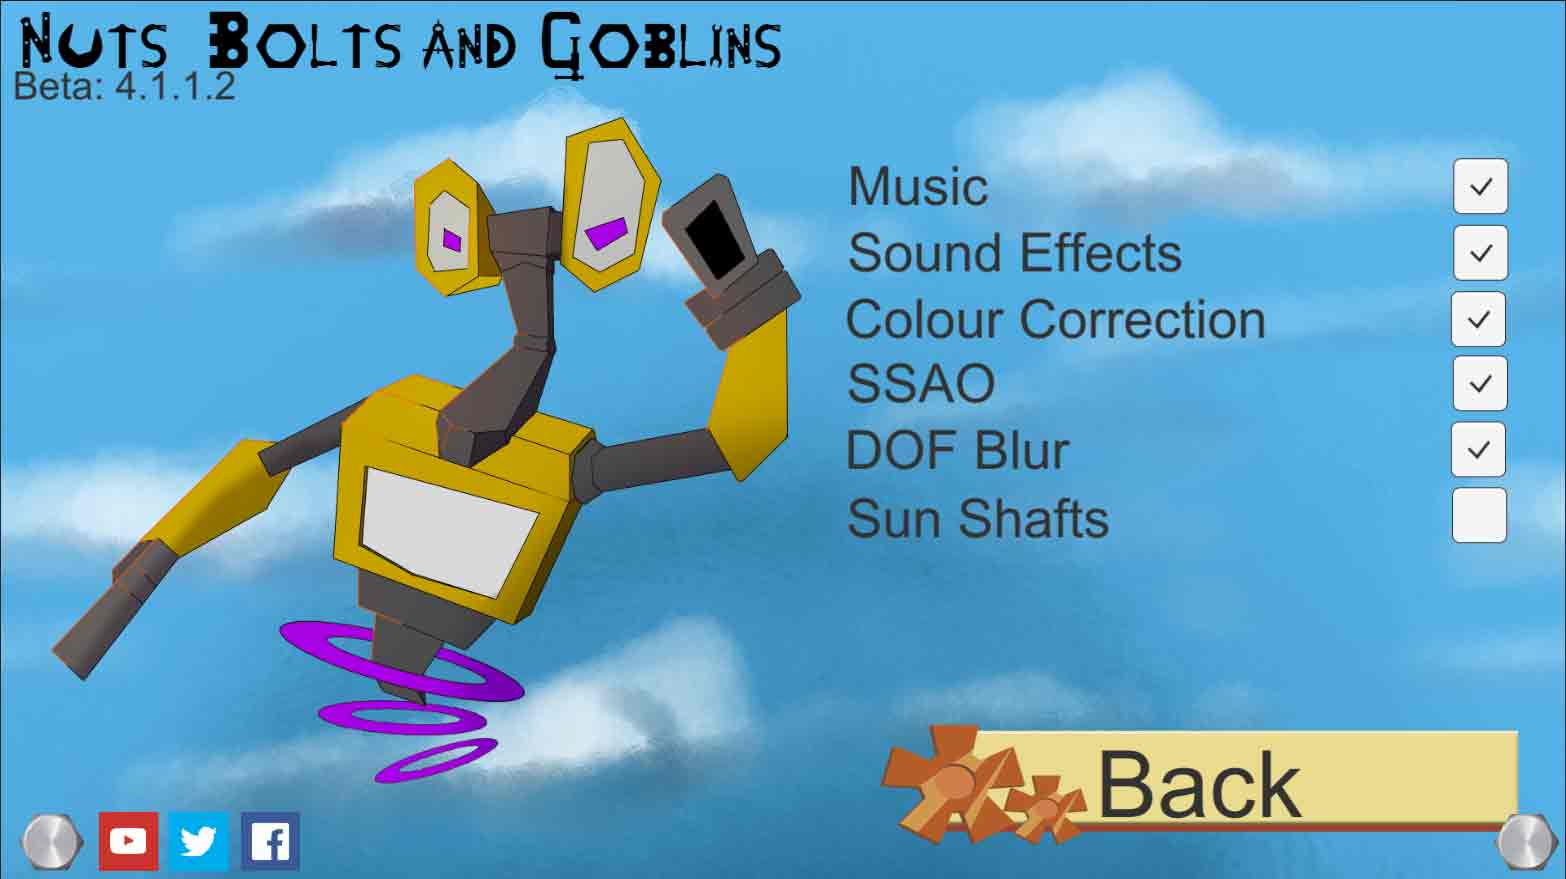 Nuts Bolts and Goblins
Beta: 4.1.1.2
Music
Sound Effects
Colour Correction
SSAO
DOF Blur
Sun Shafts
Back